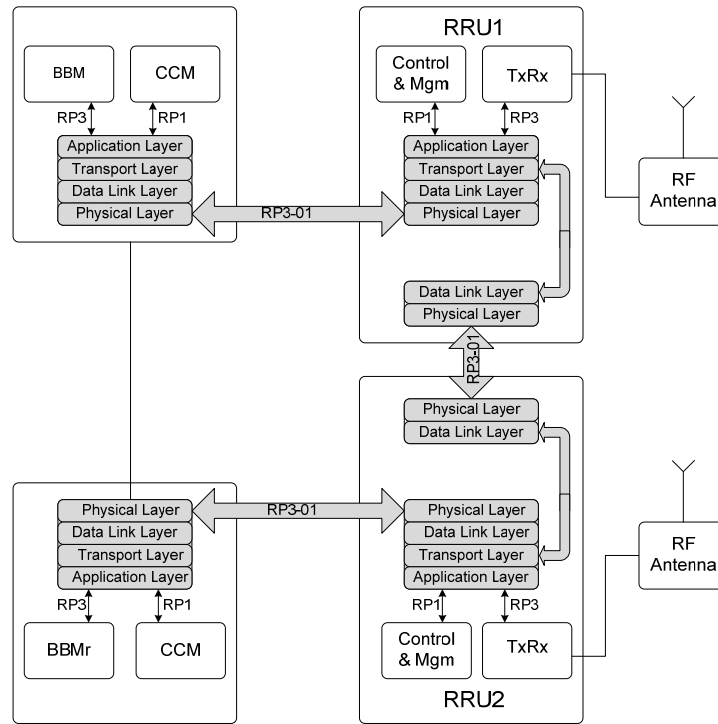 RRU1
BBM
CCM
Control
& Mgm
TxRx
RP3
RP1
RP1
RP3
Application Layer
Transport Layer
Data Link Layer
Physical Layer
RP3-01
Application Layer
Transport Layer
Data Link Layer
Physical Layer
RF
Antenna
Data Link Layer
Physical Layer
RP3-01
Physical Layer
Data Link Layer
Physical Layer
Data Link Layer
Transport Layer
Application Layer
RP3-01
Physical Layer
Data Link Layer
Transport Layer
Application Layer
RF
Antenna
RP3
RP1
RP1
RP3
BBMr
CCM
Control
& Mgm
TxRx
RRU2